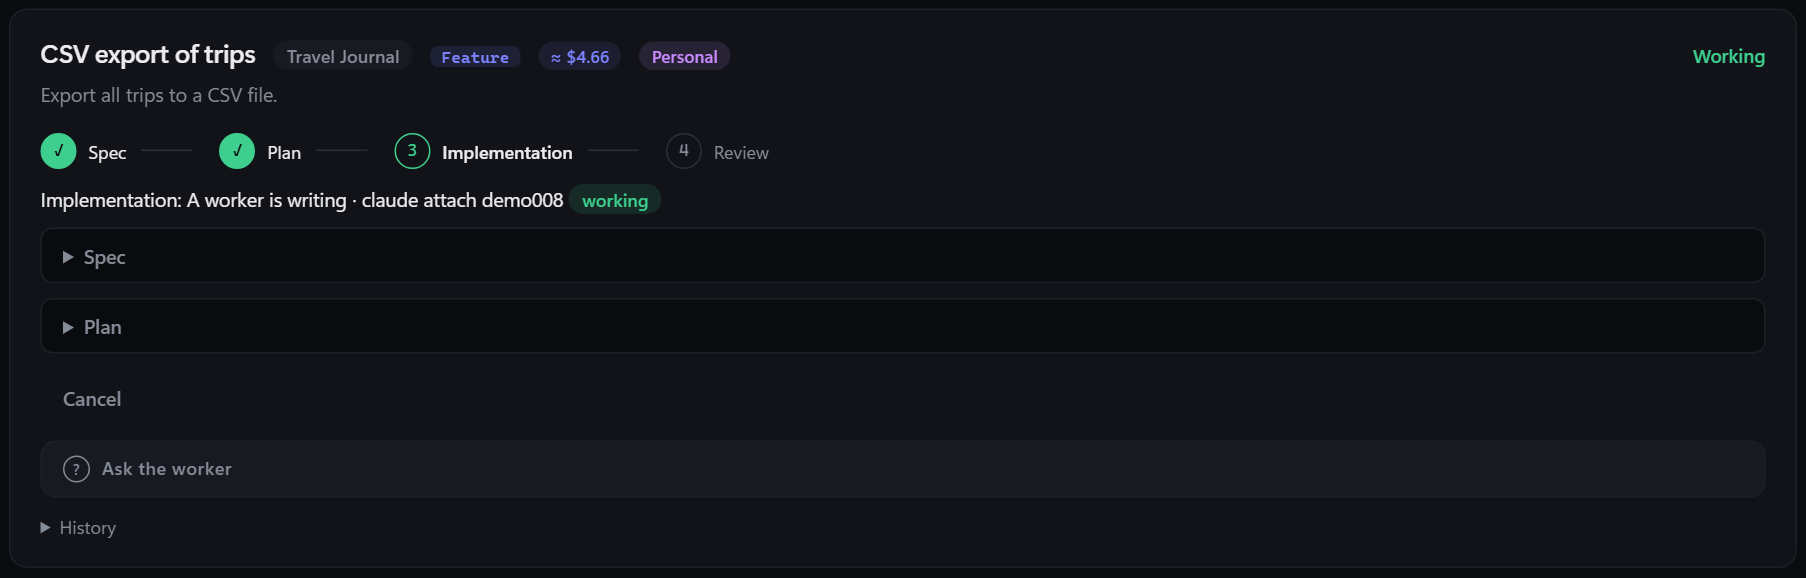 CSV export of trips Travel Journal Feature ≈ $4.66 Personal Working
Export all trips to a CSV file.
✓ Spec ✓ Plan 3 Implementation 4 Review
Implementation: A worker is writing · claude attach demo008 working
▶ Spec
▶ Plan
Cancel
? Ask the worker
▶ History